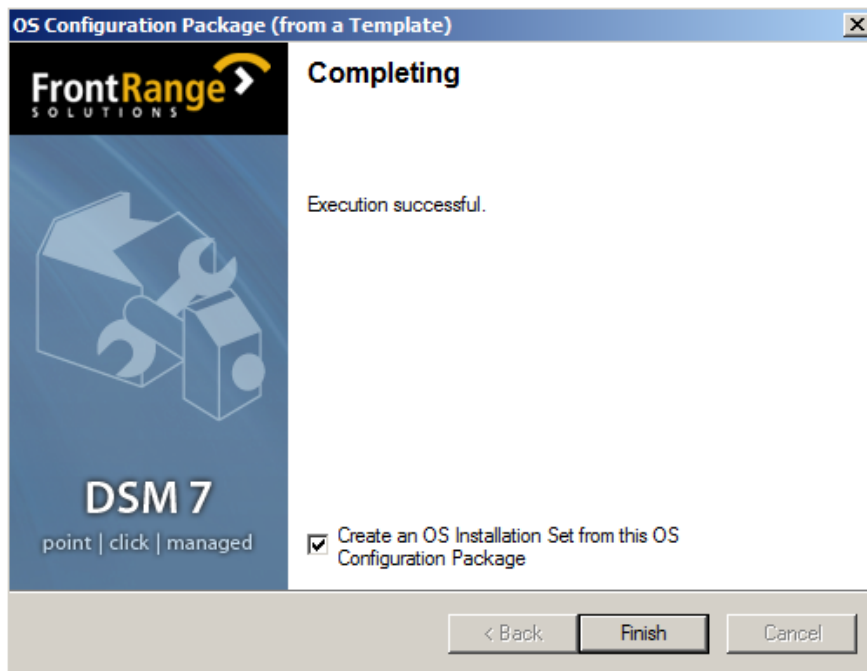 OS Configuration Package (from a Template)
FrontRange
SOLUTIONS
Completing
Execution successful.
DSM 7
point | click | managed
Create an OS Installation Set from this OS
Configuration Package
< Back
Finish
Cancel